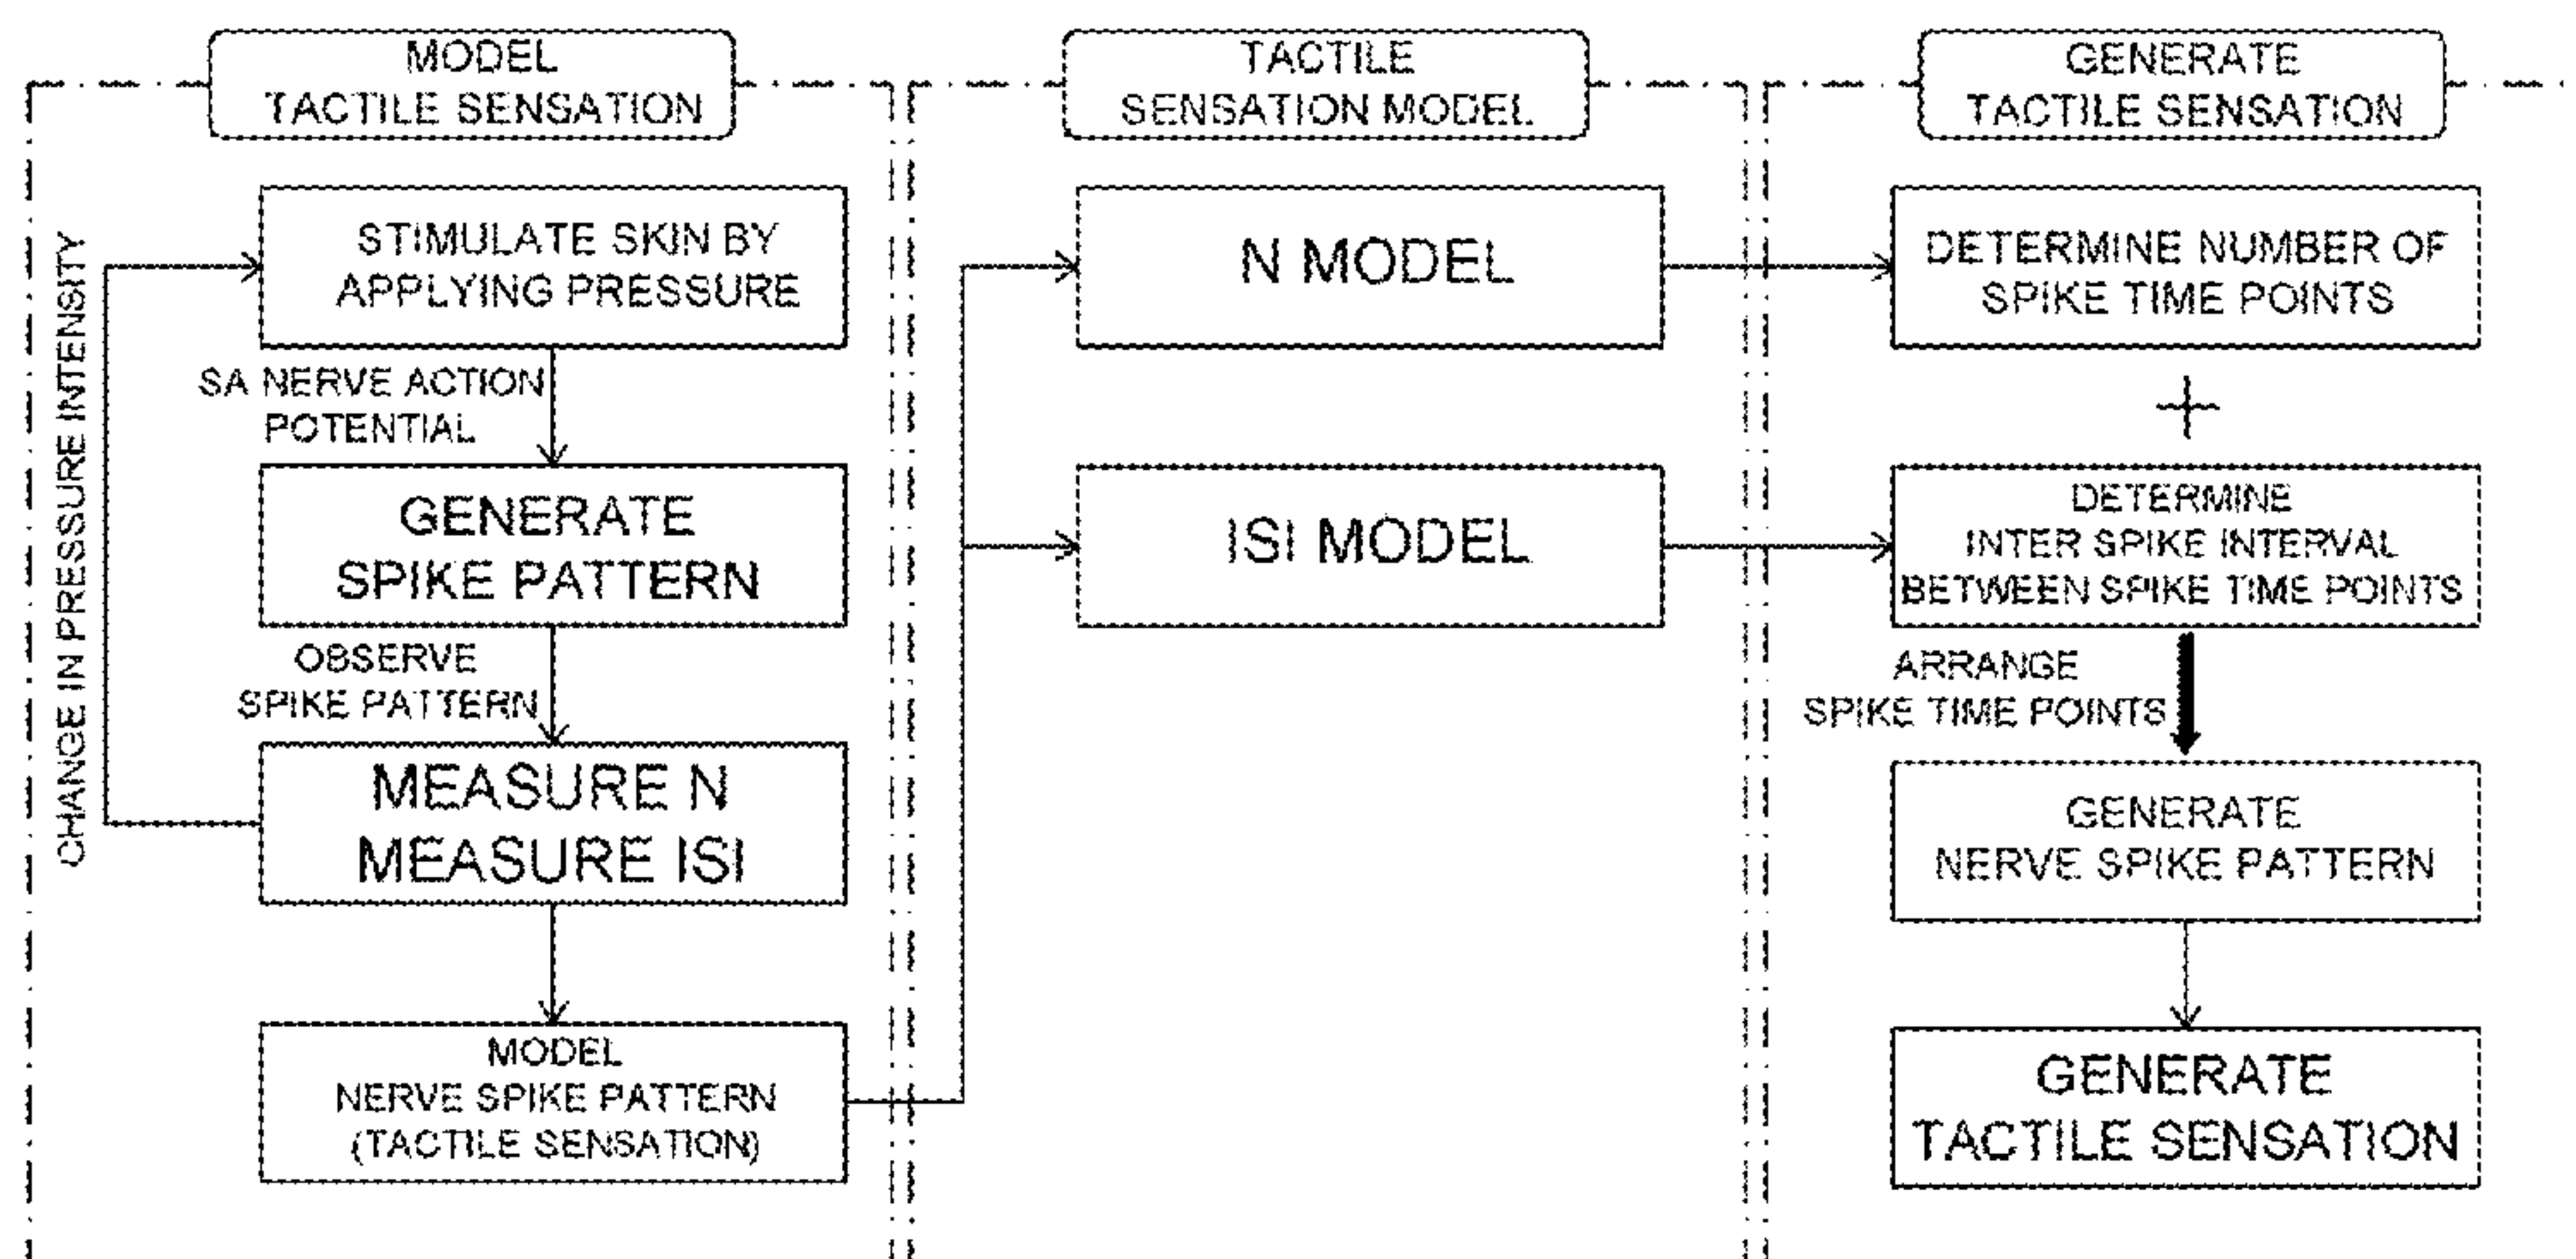 MODEL
TACTILE SENSATION
STIMULATE SKIN BY
APPLYING PRESSURE
SA NERVE ACTION
POTENTIAL
GENERATE
SPIKE PATTERN
OBSERVE
SPIKE PATTERN
MEASURE N
MEASURE ISI
CHANGE IN PRESSURE INTENSITY
MODEL
NERVE SPIKE PATTERN
(TACTILE SENSATION)
TACTILE
SENSATION MODEL
N MODEL
ISI MODEL
GENERATE
TACTILE SENSATION
DETERMINE NUMBER OF
SPIKE TIME POINTS
+
DETERMINE
INTER SPIKE INTERVAL
BETWEEN SPIKE TIME POINTS
ARRANGE
SPIKE TIME POINTS
GENERATE
NERVE SPIKE PATTERN
GENERATE
TACTILE SENSATION